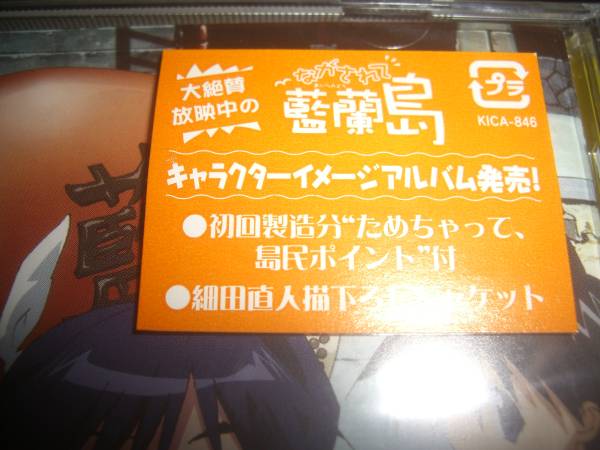 大絶賛
放映中の
ながされて
藍蘭島
プラ
KICA-846
キャラクターイメージアルバム発売!
●初回製造分“ためちゃって、
島民ポイント”付
●細田直人描下ろ ケット